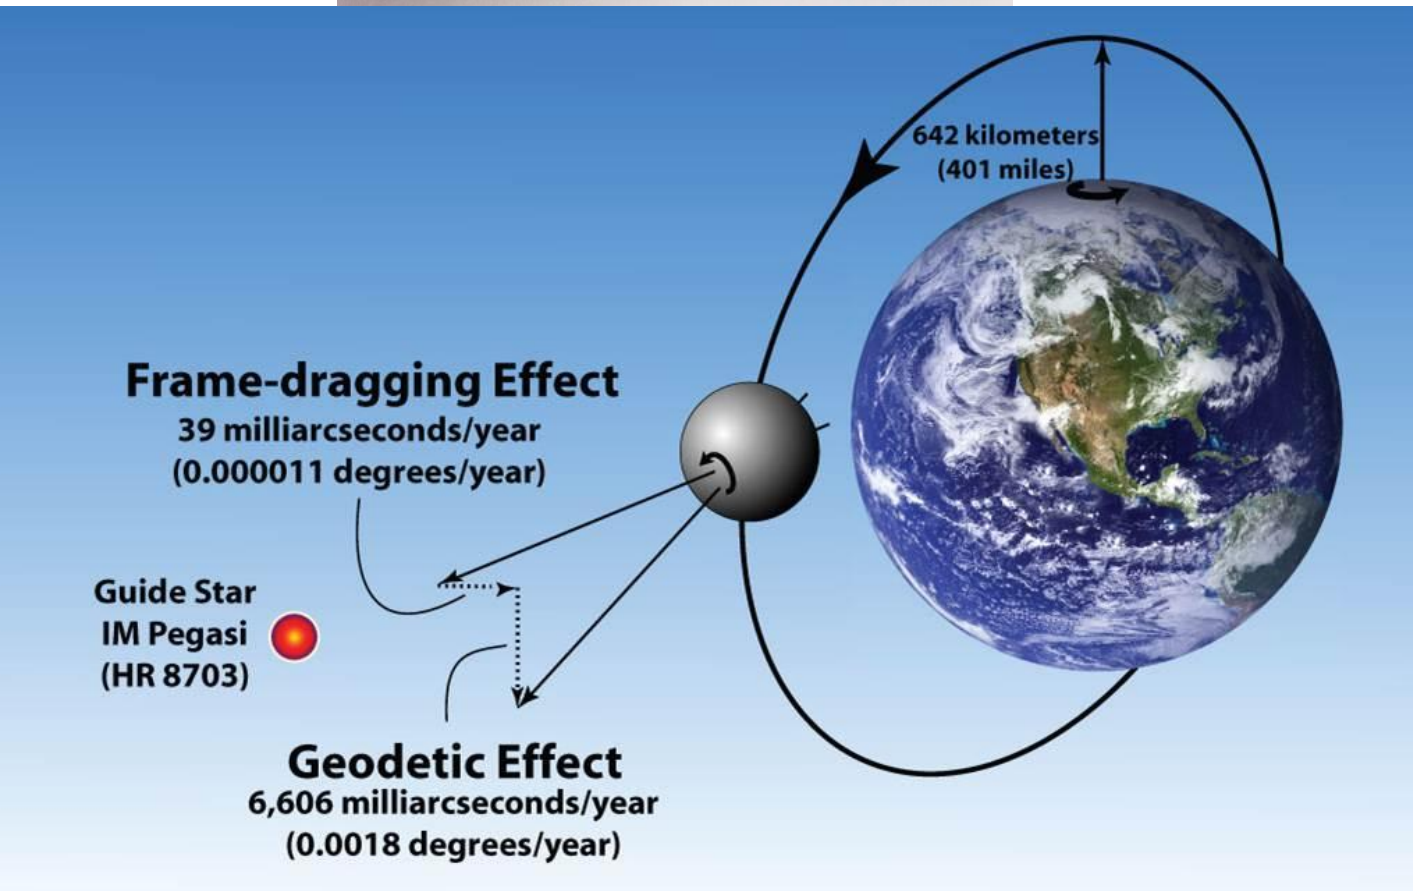 642 kilometers
(401 miles)
Frame-dragging Effect
39 milliarcseconds/year
(0.000011 degrees/year)
Guide Star
IM Pegasi
(HR 8703)
Geodetic Effect
6,606 milliarcseconds/year
(0.0018 degrees/year)